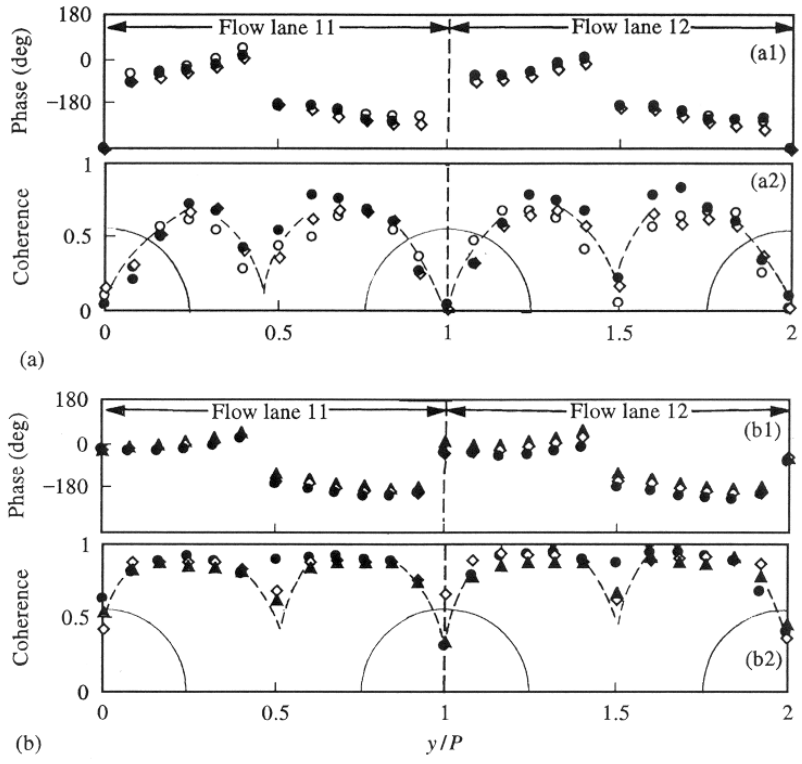 180
Flow lane 11
Flow lane 12
(a1)
0
−180
Phase (deg)
1
(a2)
0.5
0
Coherence
0
0.5
1
1.5
2
(a)
180
Flow lane 11
Flow lane 12
(b1)
0
−180
Phase (deg)
1
0.5
0
Coherence
(b2)
0
0.5
1
1.5
2
(b)
y/P